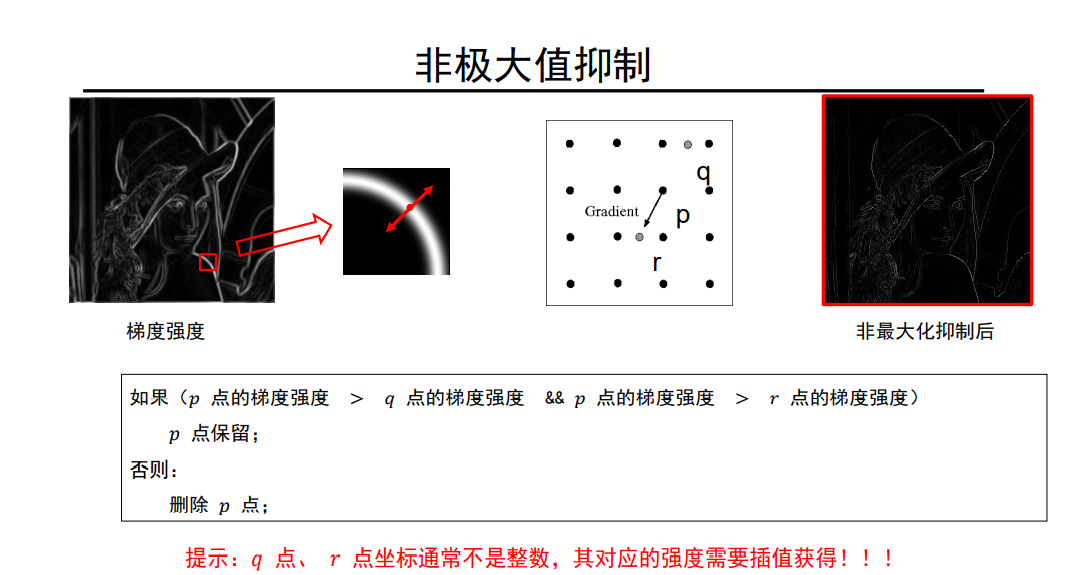 非极大值抑制
q
Gradient
p
r
梯度强度
非最大化抑制后
如果（p 点的梯度强度 > q 点的梯度强度 && p 点的梯度强度 > r 点的梯度强度）
p 点保留；
否则：
删除 p 点；
提示：q 点、 r 点坐标通常不是整数，其对应的强度需要插值获得！！！